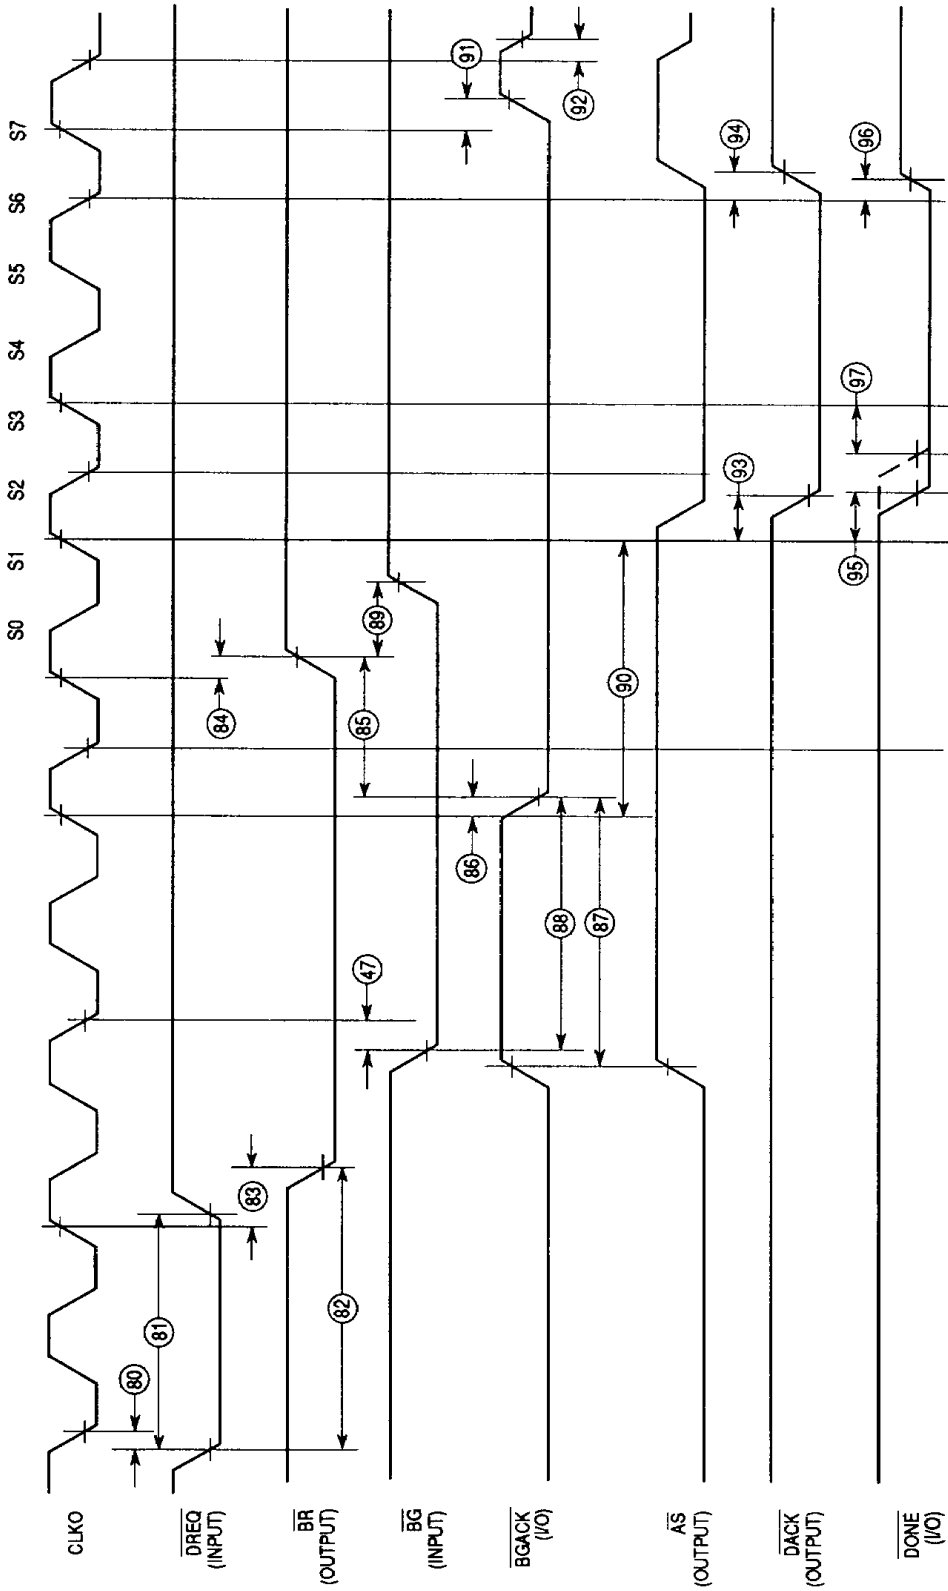 S0 S1 S2 S3 S4 S5 S6 S7
CLKO
80
DREQ
(INPUT)
81
83
84
BR
(OUTPUT)
82
47
85
89
BG
(INPUT)
86
91
BGACK
(I/O)
88
87
90
92
AS
(OUTPUT)
93
94
DACK
(OUTPUT)
95
97
96
DONE
(I/O)